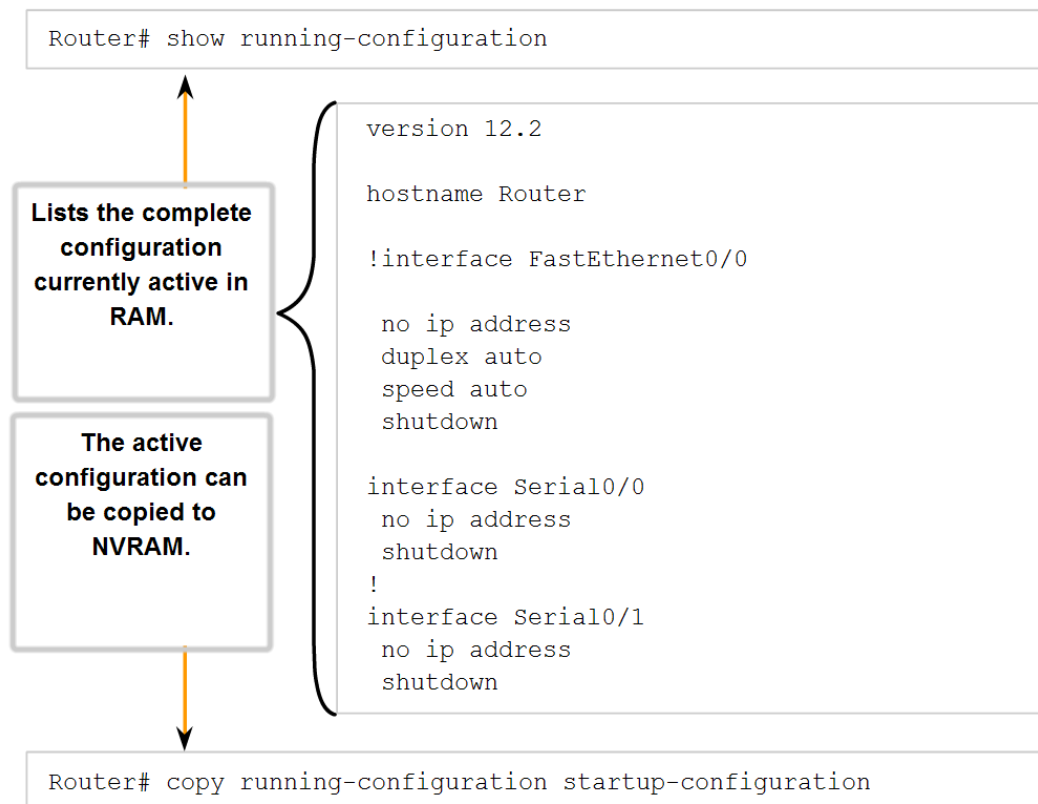 Router# show running-configuration
Lists the complete
configuration
currently active in
RAM.
The active
configuration can
be copied to
NVRAM.
version 12.2
hostname Router
!interface FastEthernet0/0
no ip address
duplex auto
speed auto
shutdown
interface Serial0/0
no ip address
shutdown
!
interface Serial0/1
no ip address
shutdown
Router# copy running-configuration startup-configuration